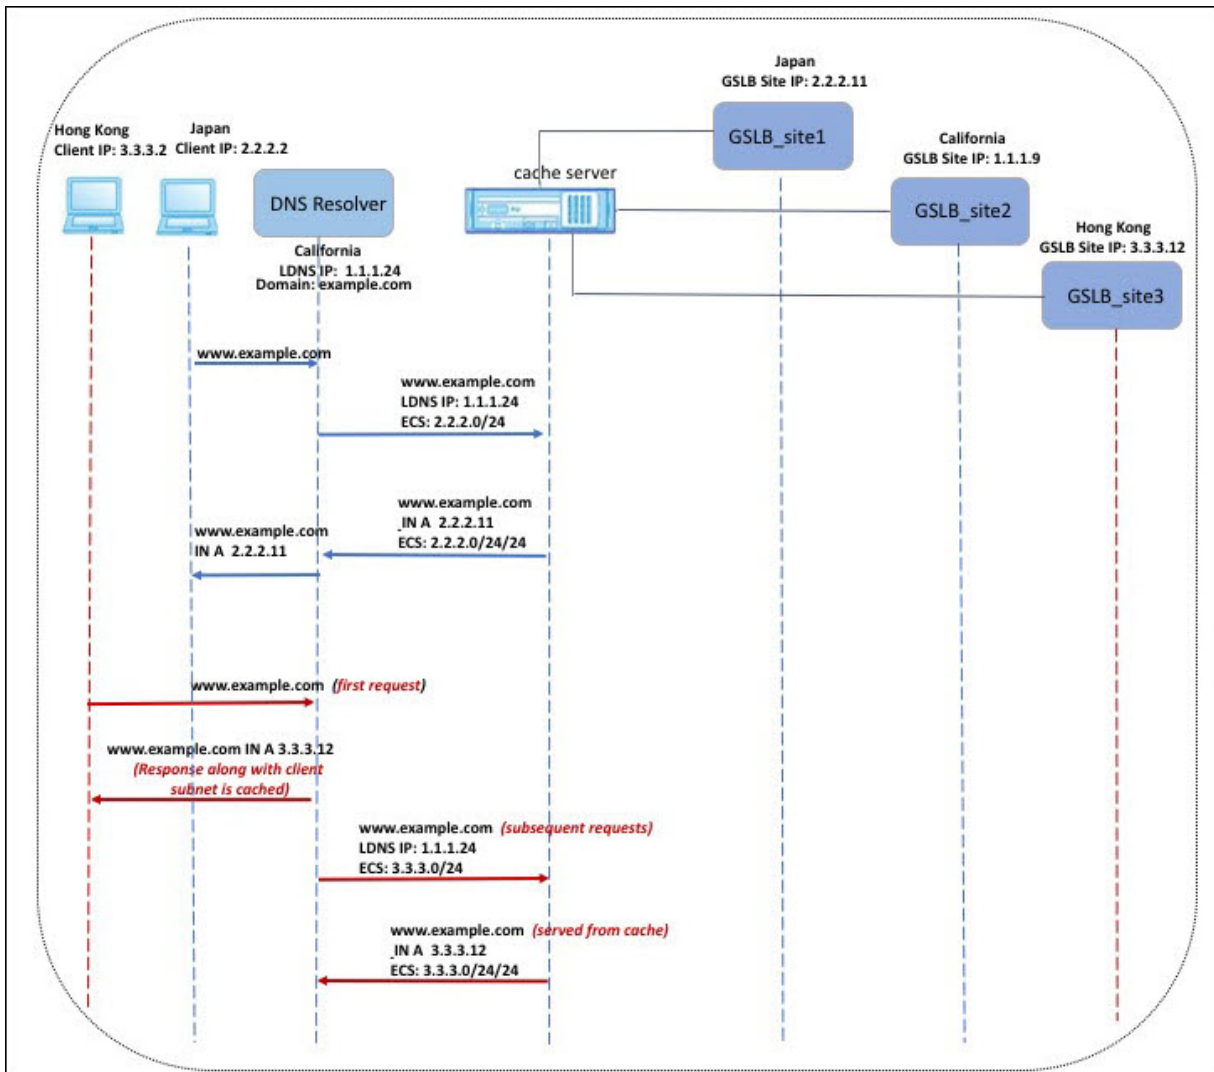 Japan
GSLB Site IP: 2.2.2.11
GSLB_site1
Hong Kong
Client IP: 3.3.3.2
Japan
Client IP: 2.2.2.2
California
GSLB Site IP: 1.1.1.9
cache server
DNS Resolver
GSLB_site2
Hong Kong
GSLB Site IP: 3.3.3.12
California
LDNS IP: 1.1.1.24
Domain: example.com
GSLB_site3
www.example.com
www.example.com
LDNS IP: 1.1.1.24
ECS: 2.2.2.0/24
www.example.com
_IN A 2.2.2.11
ECS: 2.2.2.0/24/24
www.example.com
IN A 2.2.2.11
www.example.com (first request)
www.example.com IN A 3.3.3.12
(Response along with client
subnet is cached)
www.example.com (subsequent requests)
LDNS IP: 1.1.1.24
ECS: 3.3.3.0/24
www.example.com (served from cache)
_IN A 3.3.3.12
ECS: 3.3.3.0/24/24